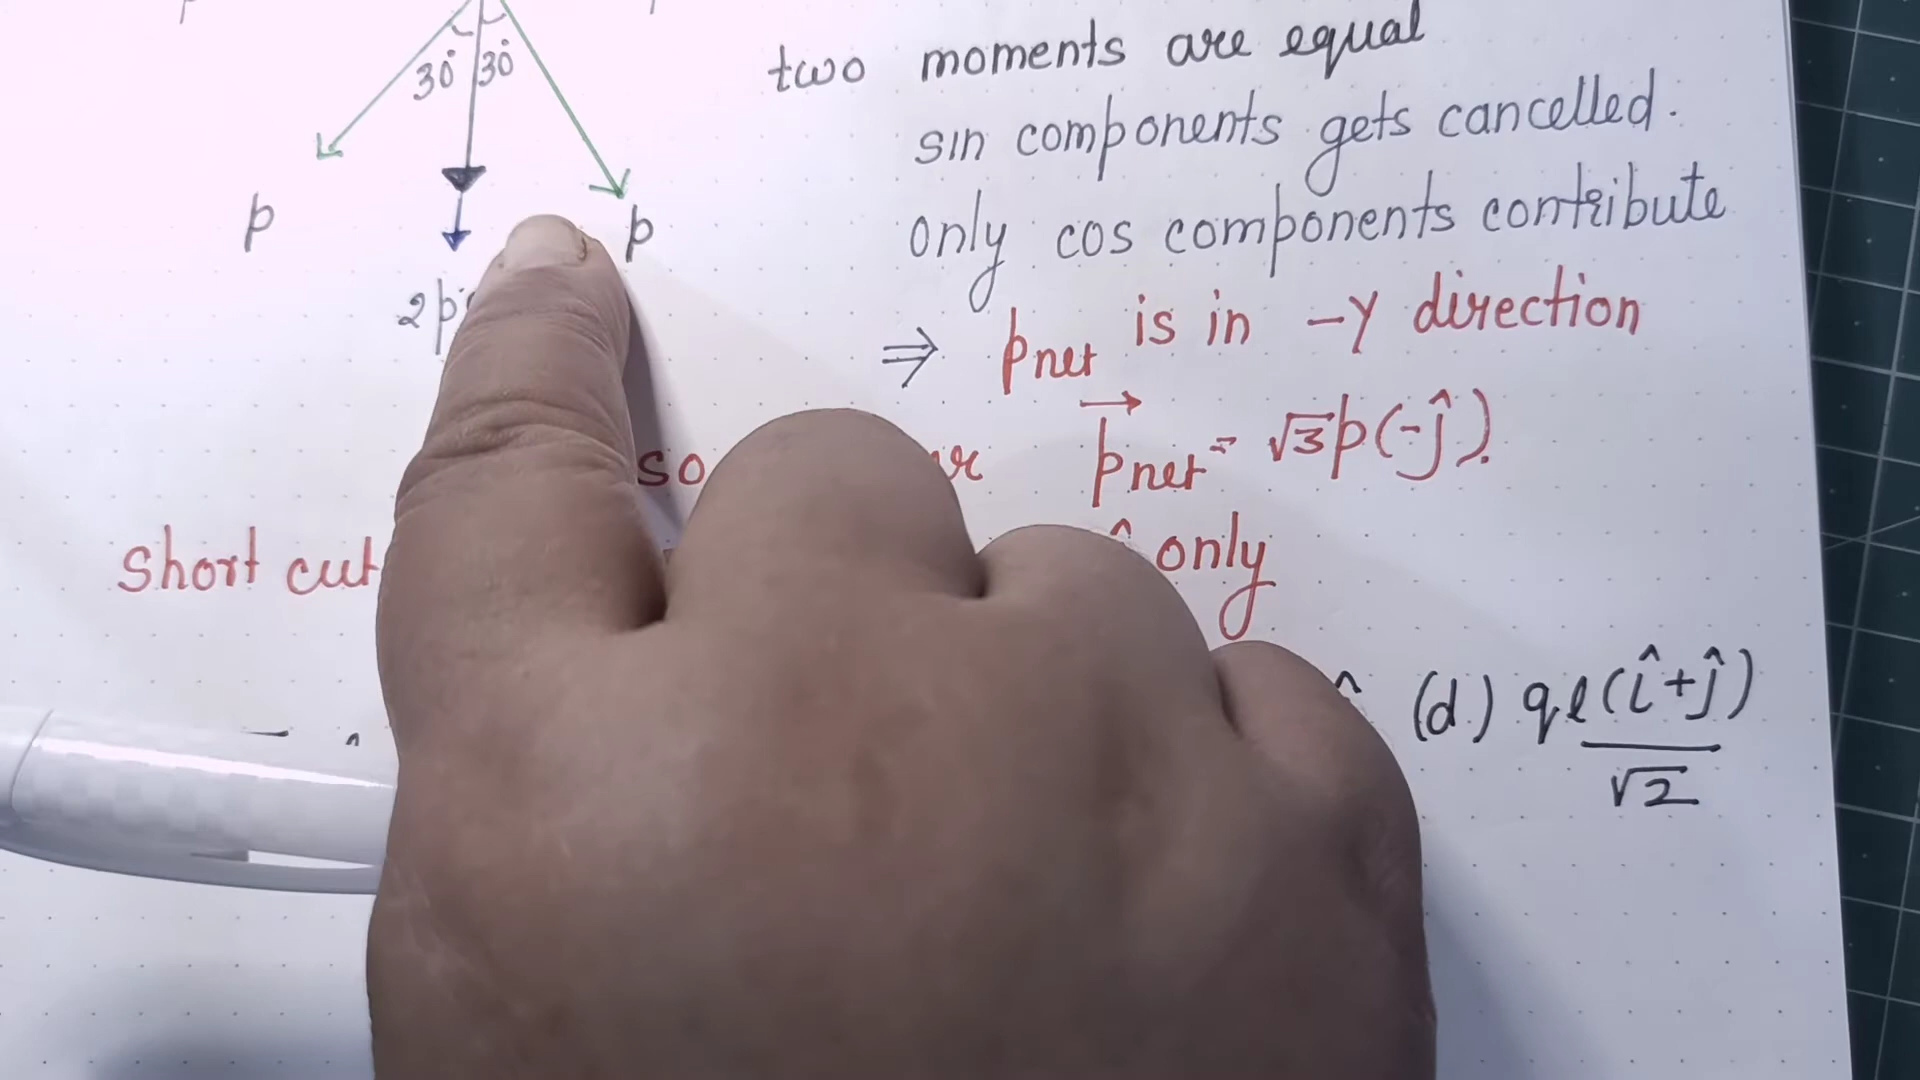 30° 30°
p
p
2p
two moments are equal
sin components gets cancelled.
only cos components contribute
⇒ pnet is in -y direction
so pnet = √3p(-ĵ).
Short cut only
(d) qℓ(î+ĵ)/√2